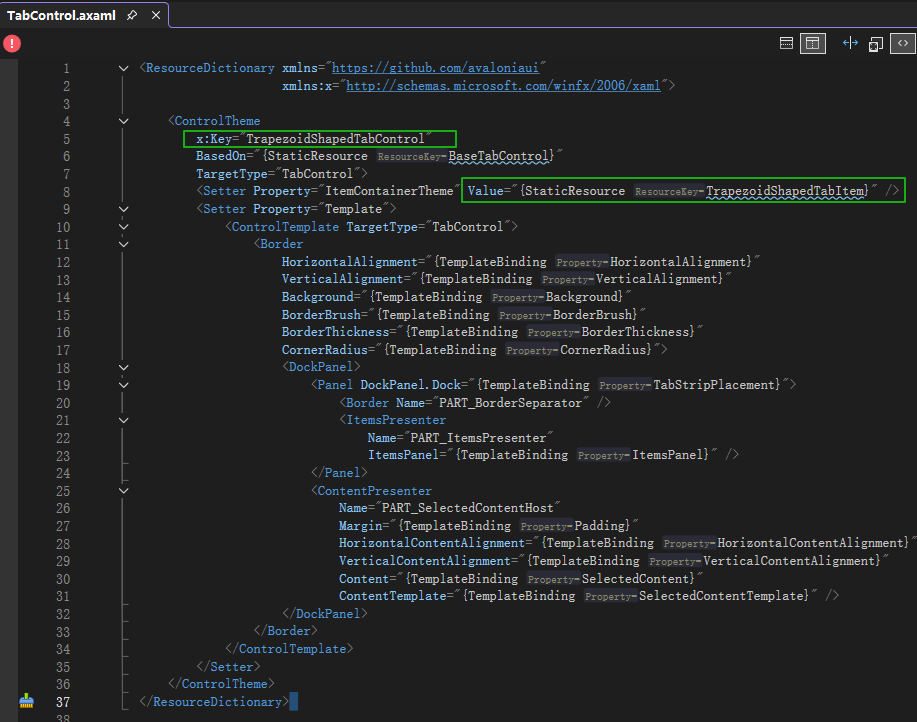 TabControl.axaml
1 <ResourceDictionary xmlns="https://github.com/avaloniaui"
2 xmlns:x="http://schemas.microsoft.com/winfx/2006/xaml">
3
4 <ControlTheme
5 x:Key="TrapezoidShapedTabControl"
6 BasedOn="{StaticResource ResourceKey=BaseTabControl}"
7 TargetType="TabControl">
8 <Setter Property="ItemContainerTheme" Value="{StaticResource ResourceKey=TrapezoidShapedTabItem}" />
9 <Setter Property="Template">
10 <ControlTemplate TargetType="TabControl">
11 <Border
12 HorizontalAlignment="{TemplateBinding Property=HorizontalAlignment}"
13 VerticalAlignment="{TemplateBinding Property=VerticalAlignment}"
14 Background="{TemplateBinding Property=Background}"
15 BorderBrush="{TemplateBinding Property=BorderBrush}"
16 BorderThickness="{TemplateBinding Property=BorderThickness}"
17 CornerRadius="{TemplateBinding Property=CornerRadius}">
18 <DockPanel>
19 <Panel DockPanel.Dock="{TemplateBinding Property=TabStripPlacement}">
20 <Border Name="PART_BorderSeparator" />
21 <ItemsPresenter
22 Name="PART_ItemsPresenter"
23 ItemsPanel="{TemplateBinding Property=ItemsPanel}" />
24 </Panel>
25 <ContentPresenter
26 Name="PART_SelectedContentHost"
27 Margin="{TemplateBinding Property=Padding}"
28 HorizontalContentAlignment="{TemplateBinding Property=HorizontalContentAlignment}"
29 VerticalContentAlignment="{TemplateBinding Property=VerticalContentAlignment}"
30 Content="{TemplateBinding Property=SelectedContent}"
31 ContentTemplate="{TemplateBinding Property=SelectedContentTemplate}" />
32 </DockPanel>
33 </Border>
34 </ControlTemplate>
35 </Setter>
36 </ControlTheme>
37 </ResourceDictionary>
38